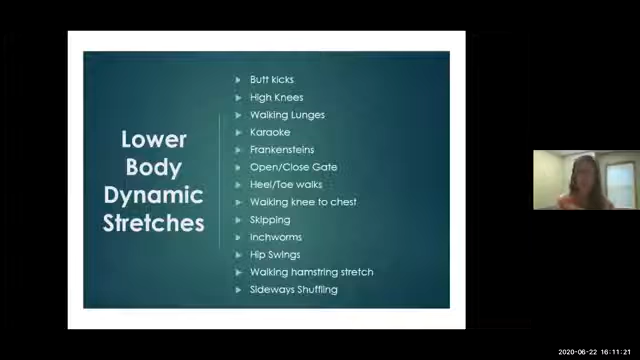 Lower
Body
Dynamic
Stretches
Butt kicks
High Knees
Walking Lunges
Karaoke
Frankensteins
Open/Close Gate
Heel/Toe walks
Walking knee to chest
Skipping
Inchworms
Hip Swings
Walking hamstring stretch
Sideways Shuffling
2020-06-22 16:11:21